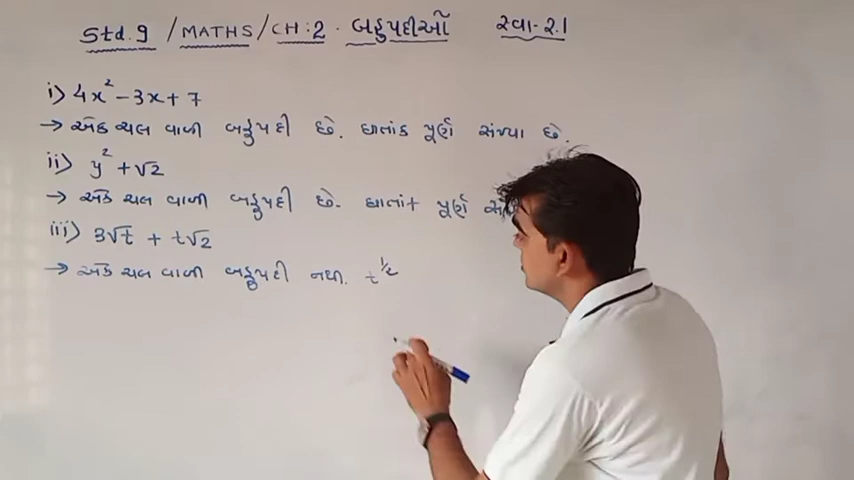 Std.9 / MATHS / CH:2 . બહુપદીઓ સ્વા-2.1
i) 4x² - 3x + 7
→ એક ચલ વાળી બહુપદી છે. ઘાતાંક પૂર્ણ સંખ્યા છે.
ii) y² + √2
→ એક ચલ વાળી બહુપદી છે. ઘાતાંક પૂર્ણ
iii) 3√t + t√2
→ એક ચલ વાળી બહુપદી નથી. t^½